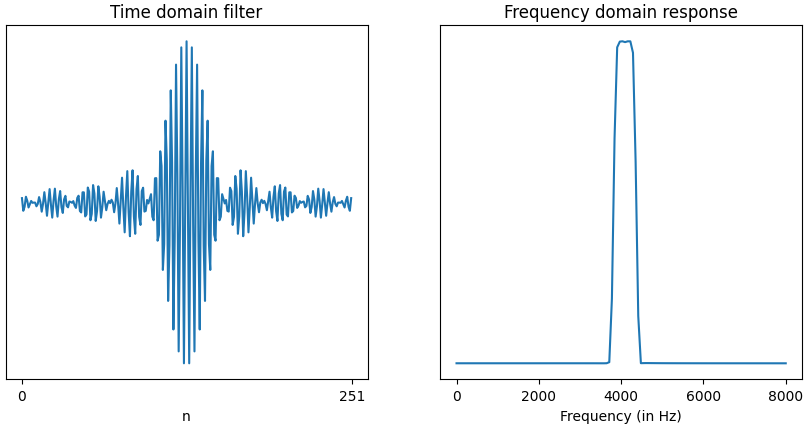 Time domain filter
Frequency domain response
0
251
n
0
2000
4000
6000
8000
Frequency (in Hz)